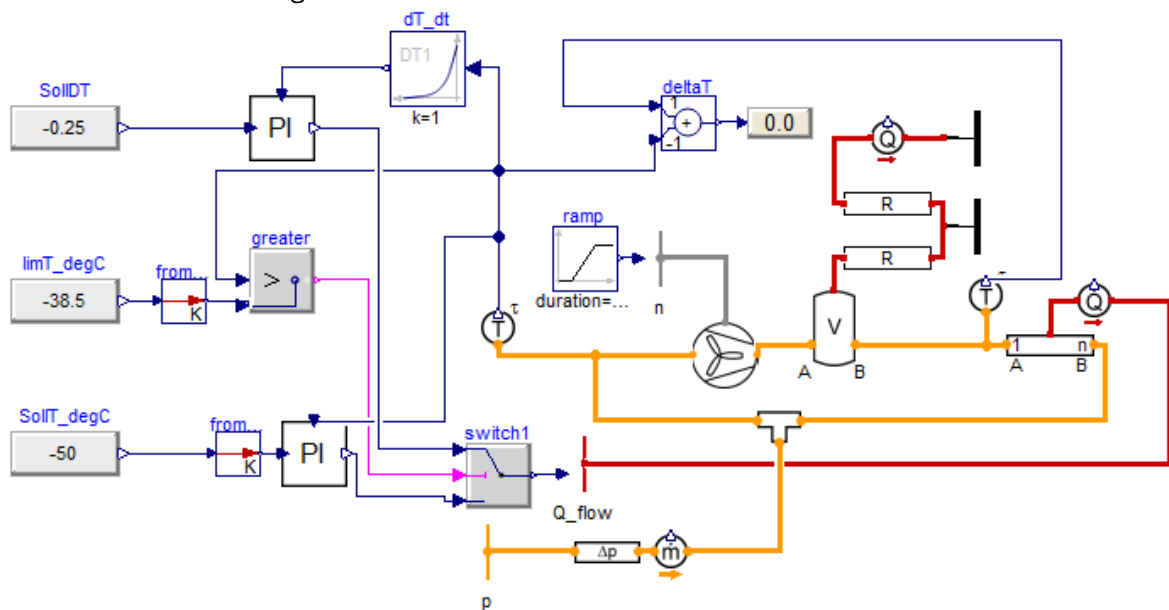 dT_dt
DT1
k=1
SollDT
-0.25
PI
deltaT
1
+
-1
0.0
Q
R
R
ramp
duration=...
n
greater
>
limT_degC
-38.5
from...
K
T
τ
V
A
B
T
Q
1
n
A
B
SollT_degC
-50
from...
K
PI
switch1
Q_flow
Δp
ṁ
p